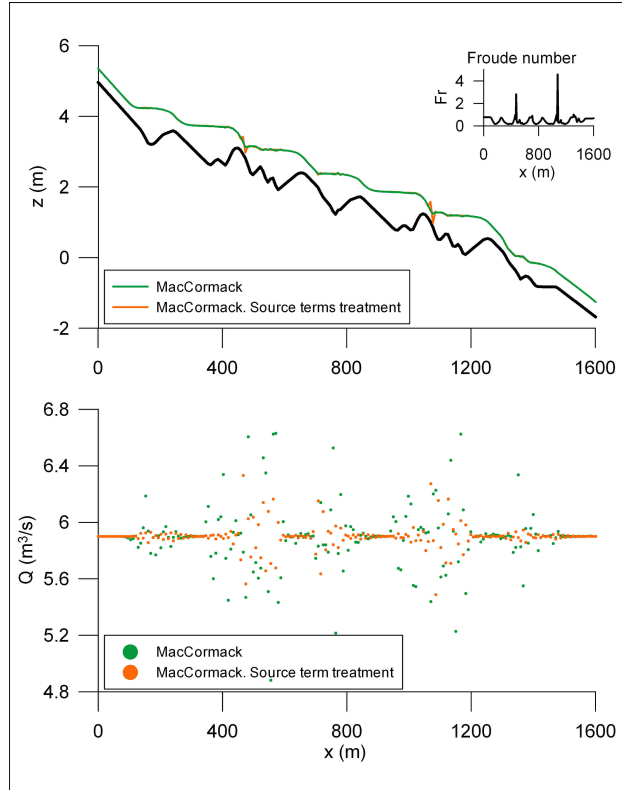 6
4
2
0
-2
z (m)
Froude number
4
2
0
Fr
0 800 1600
x (m)
MacCormack
MacCormack. Source terms treatment
0 400 800 1200 1600
6.8
6.4
6
5.6
5.2
4.8
Q (m³/s)
MacCormack
MacCormack. Source term treatment
0 400 800 1200 1600
x (m)